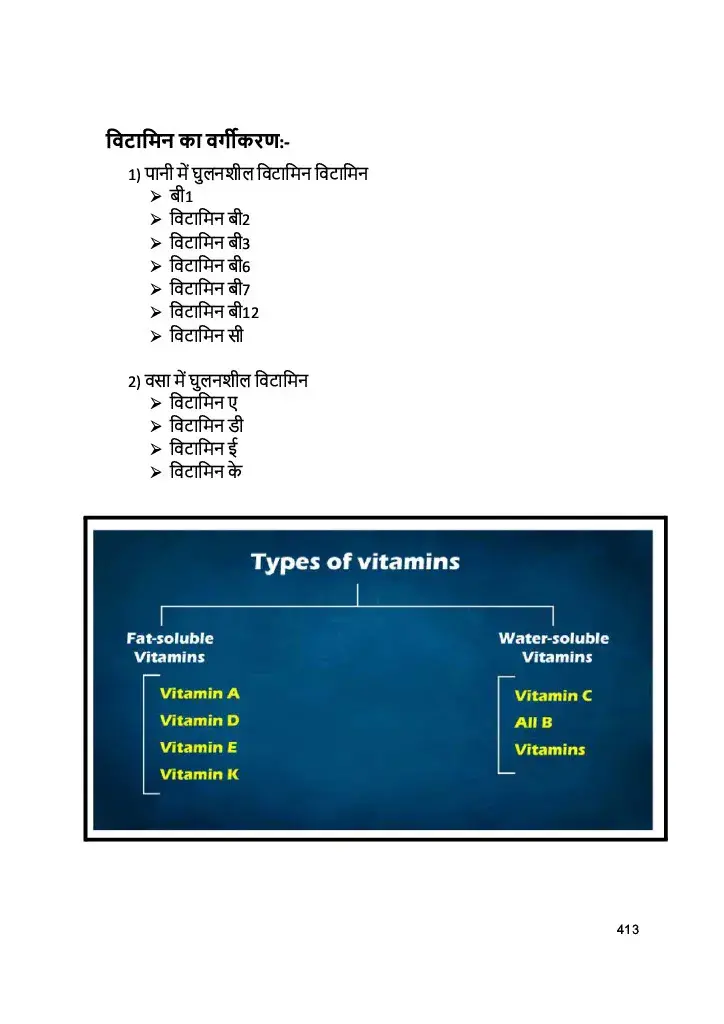 विटामिन का वर्गीकरण:-
1) पानी में घुलनशील विटामिन विटामिन
➢ बी1
➢ विटामिन बी2
➢ विटामिन बी3
➢ विटामिन बी6
➢ विटामिन बी7
➢ विटामिन बी12
➢ विटामिन सी
2) वसा में घुलनशील विटामिन
➢ विटामिन ए
➢ विटामिन डी
➢ विटामिन ई
➢ विटामिन के
Types of vitamins
Fat-soluble
Vitamins
Vitamin A
Vitamin D
Vitamin E
Vitamin K
Water-soluble
Vitamins
Vitamin C
All B
Vitamins
413